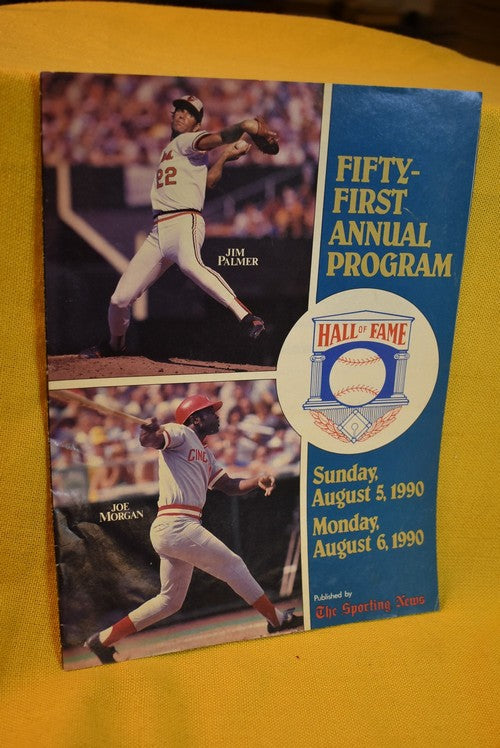 22
JIM
PALMER
FIFTY-
FIRST
ANNUAL
PROGRAM
HALL OF FAME
CINC
JOE
MORGAN
Sunday,
August 5, 1990
Monday,
August 6, 1990
Published by
The Sporting News